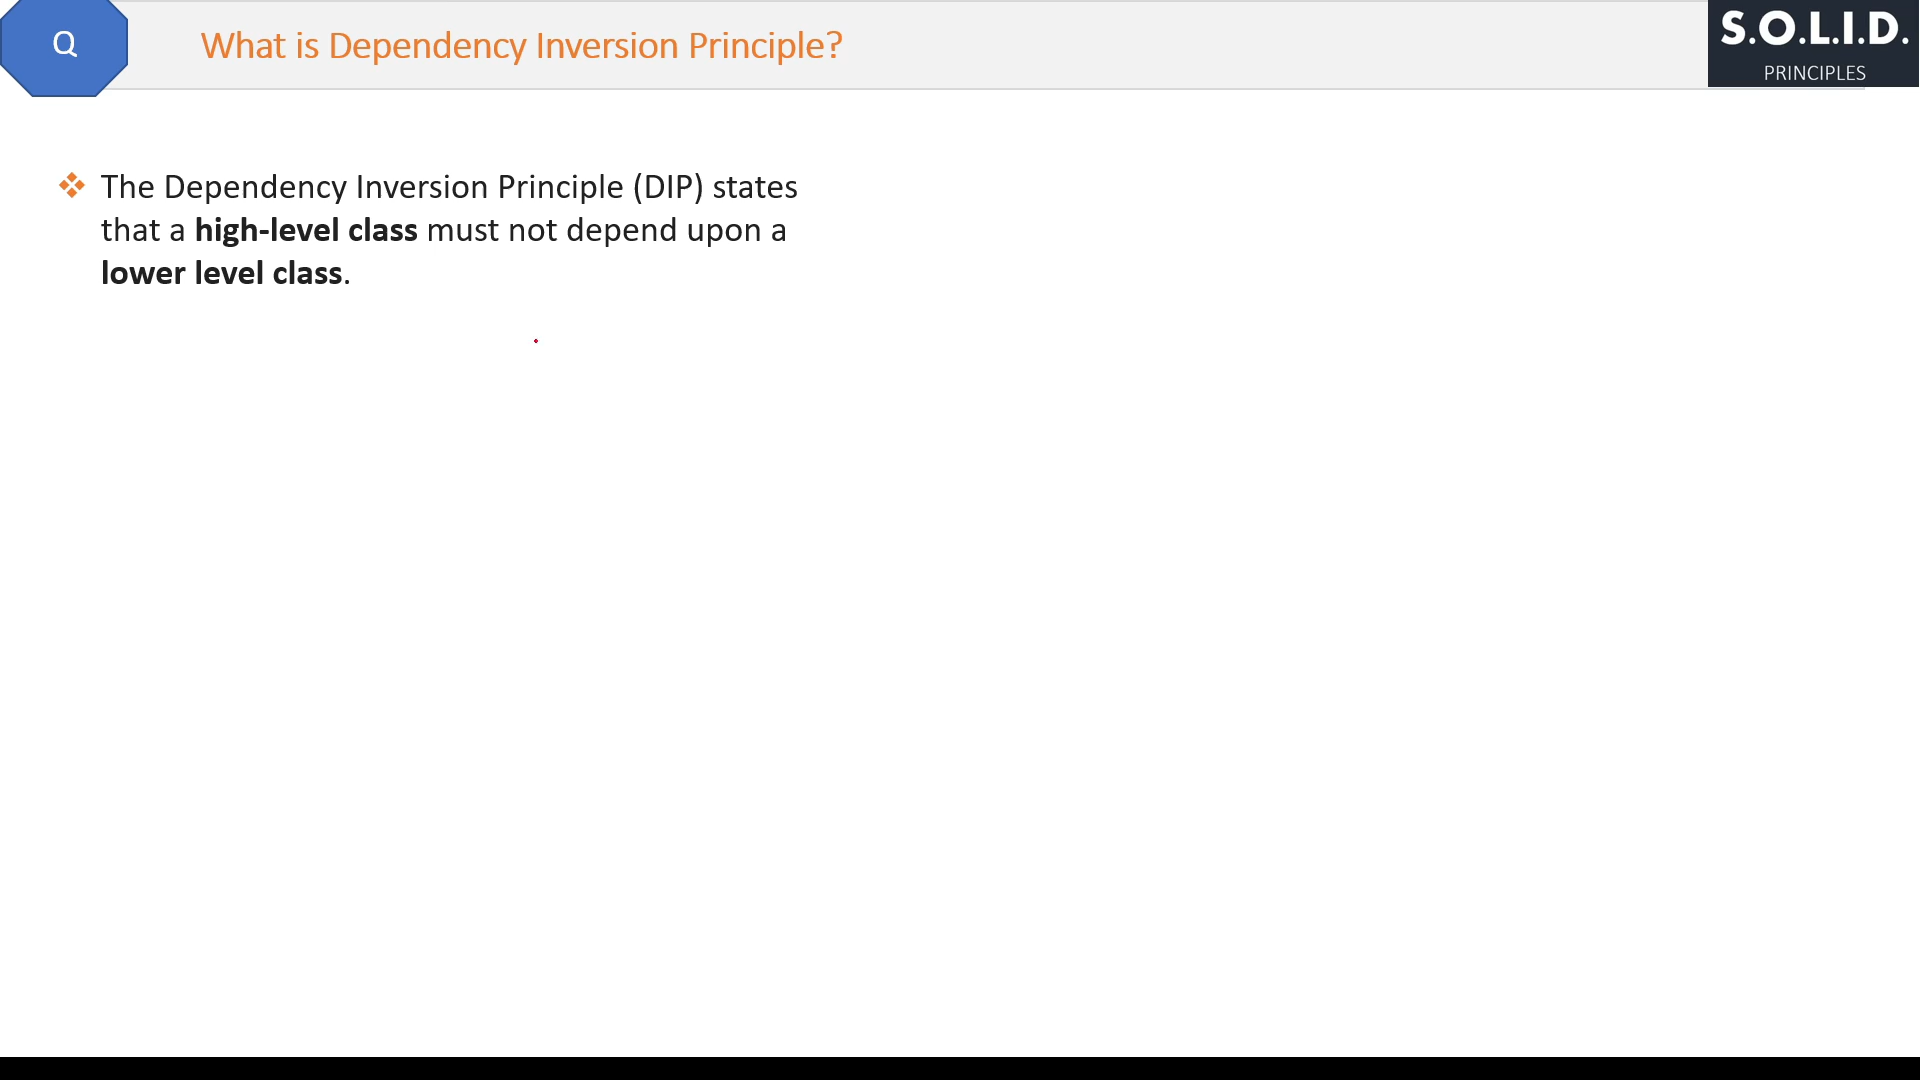 Q
What is Dependency Inversion Principle?
S.O.L.I.D.
PRINCIPLES
The Dependency Inversion Principle (DIP) states
that a high-level class must not depend upon a
lower level class.